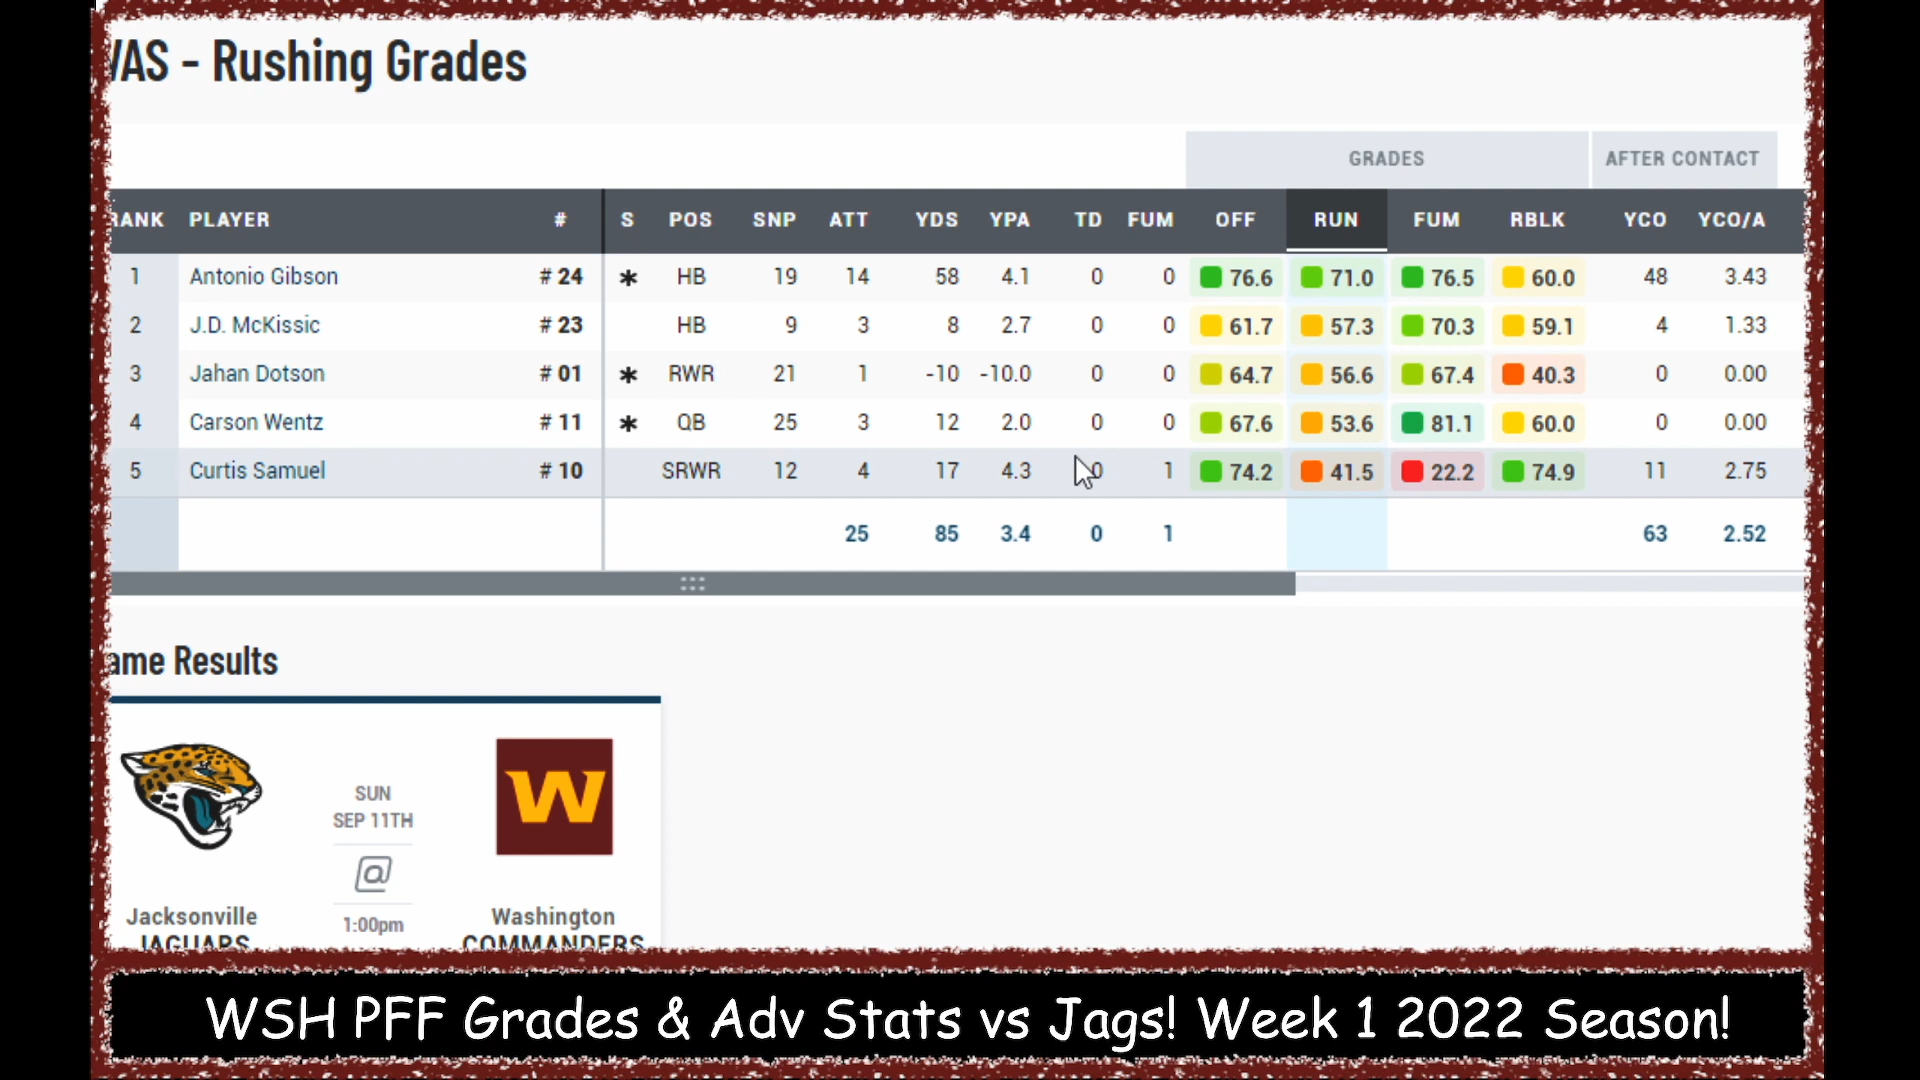 WAS - Rushing Grades
GRADES AFTER CONTACT
RANK PLAYER # S POS SNP ATT YDS YPA TD FUM OFF RUN FUM RBLK YCO YCO/A
1 Antonio Gibson # 24 * HB 19 14 58 4.1 0 0 76.6 71.0 76.5 60.0 48 3.43
2 J.D. McKissic # 23 HB 9 3 8 2.7 0 0 61.7 57.3 70.3 59.1 4 1.33
3 Jahan Dotson # 01 * RWR 21 1 -10 -10.0 0 0 64.7 56.6 67.4 40.3 0 0.00
4 Carson Wentz # 11 * QB 25 3 12 2.0 0 0 67.6 53.6 81.1 60.0 0 0.00
5 Curtis Samuel # 10 SRWR 12 4 17 4.3 0 1 74.2 41.5 22.2 74.9 11 2.75
25 85 3.4 0 1 63 2.52
ame Results
W
SUN
SEP 11TH
@
1:00pm
Jacksonville
JAGUARS
Washington
COMMANDERS
WSH PFF Grades & Adv Stats vs Jags! Week 1 2022 Season!